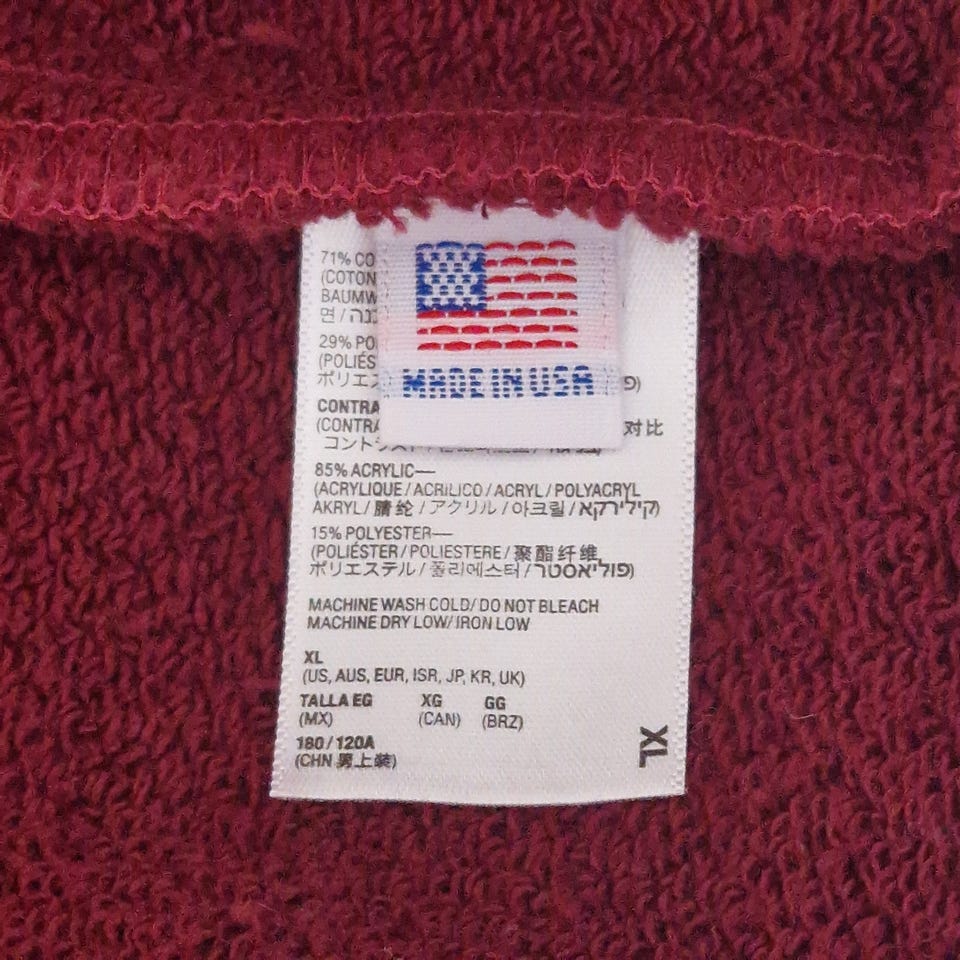 71% CO
(COTON
BAUMW
면/
29% PO
(POLIÉS
ポリエス
MADE IN USA
CONTRA
(CONTRA 对比
コントラスト
85% ACRYLIC—
(ACRYLIQUE/ACRILICO/ACRYL/POLYACRYL
AKRYL/腈纶/アクリル/아크릴/אקרילי
15% POLYESTER—
(POLIÉSTER/POLIESTERE/聚酯纤维
ポリエステル/폴리에스터/פוליאסטר)
MACHINE WASH COLD/DO NOT BLEACH
MACHINE DRY LOW/IRON LOW
XL
(US, AUS, EUR, ISR, JP, KR, UK)
TALLA EG XG GG
(MX) (CAN) (BRZ)
180/120A
(CHN 男上装)
XL